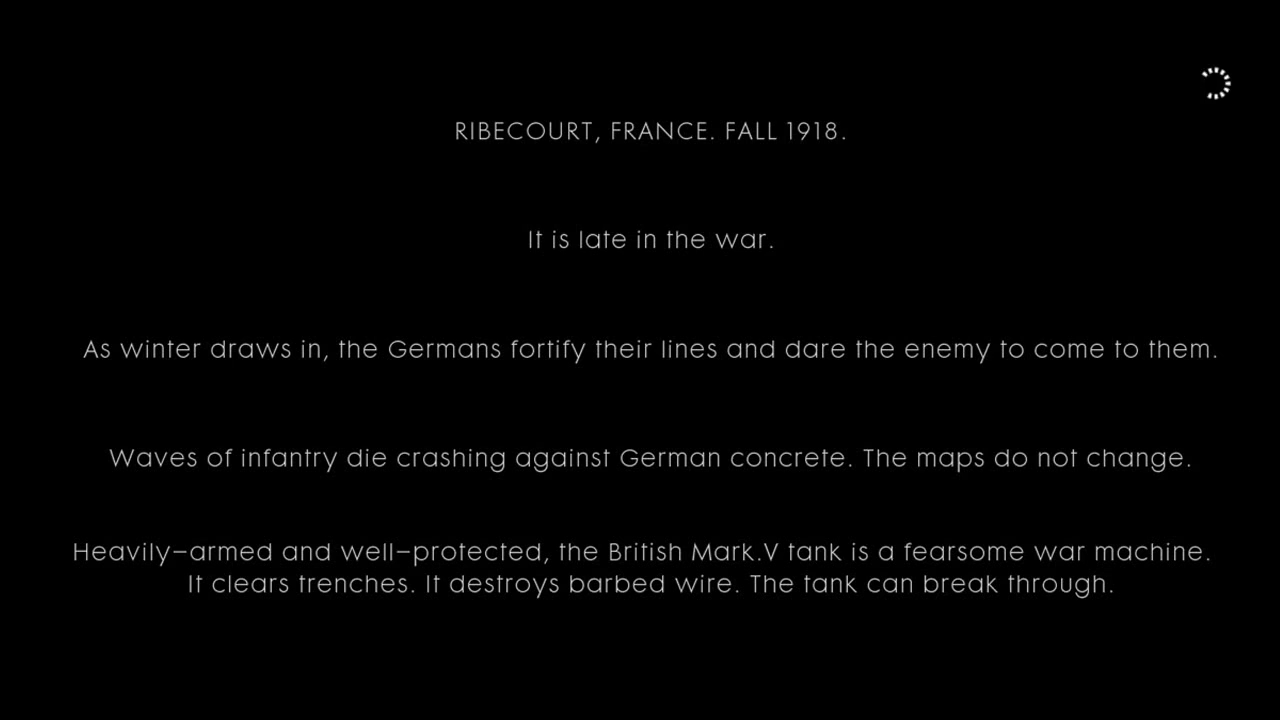 RIBECOURT, FRANCE. FALL 1918.
It is late in the war.
As winter draws in, the Germans fortify their lines and dare the enemy to come to them.
Waves of infantry die crashing against German concrete. The maps do not change.
Heavily–armed and well–protected, the British Mark.V tank is a fearsome war machine.
It clears trenches. It destroys barbed wire. The tank can break through.